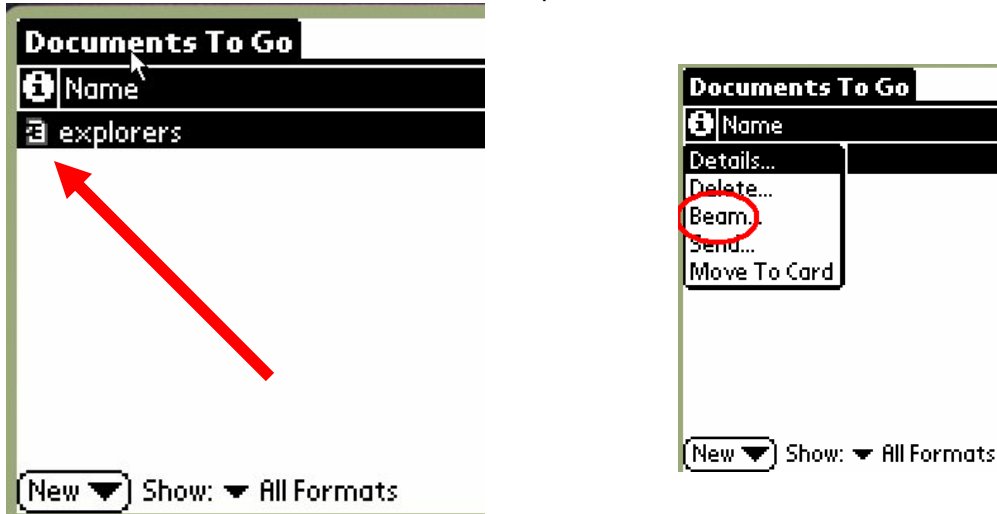 Documents To Go
Name
explorers
New Show: All Formats
Documents To Go
Name
Details...
Delete...
Beam...
Send...
Move To Card
New Show: All Formats